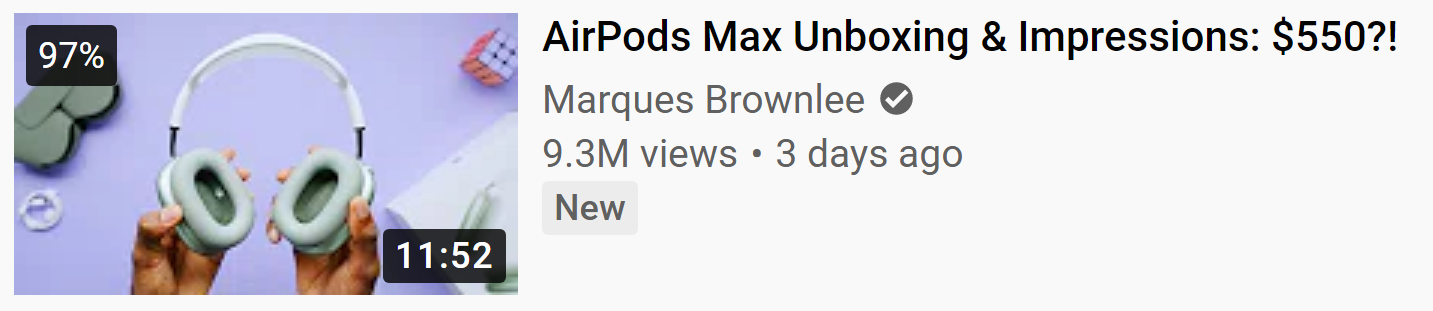 97%
11:52
AirPods Max Unboxing & Impressions: $550?!
Marques Brownlee
9.3M views • 3 days ago
New